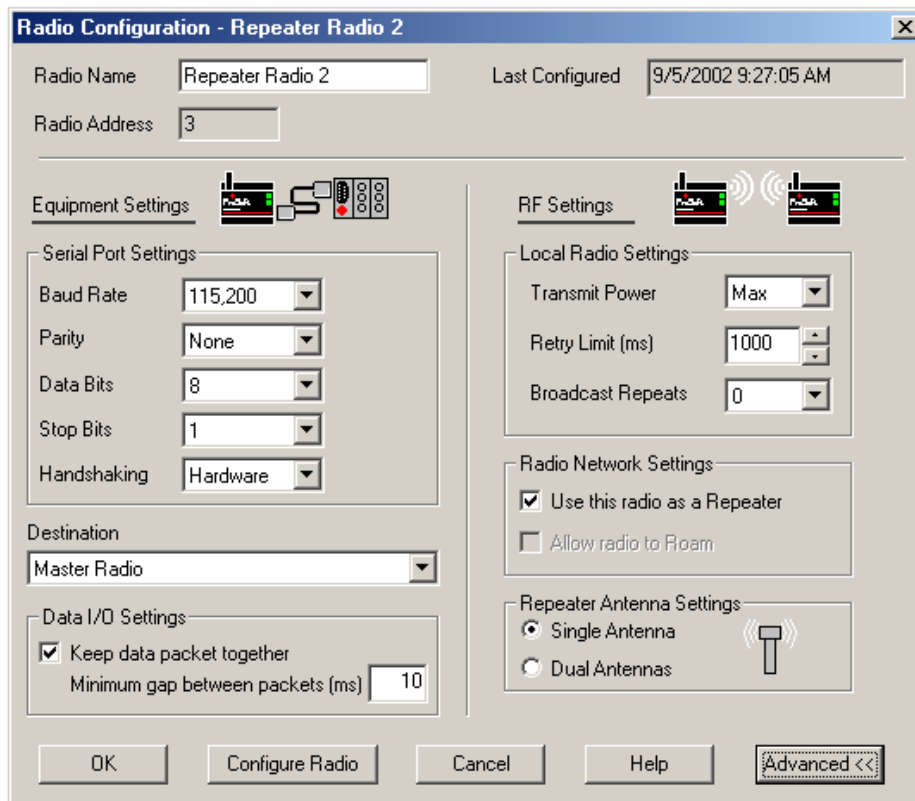 Radio Configuration - Repeater Radio 2
Radio Name
Repeater Radio 2
Last Configured
9/5/2002 9:27:05 AM
Radio Address
3
Equipment Settings
RF Settings
Serial Port Settings
Baud Rate
115,200
Parity
None
Data Bits
8
Stop Bits
1
Handshaking
Hardware
Destination
Master Radio
Data I/O Settings
Keep data packet together
Minimum gap between packets (ms)
10
Local Radio Settings
Transmit Power
Max
Retry Limit (ms)
1000
Broadcast Repeats
0
Radio Network Settings
Use this radio as a Repeater
Allow radio to Roam
Repeater Antenna Settings
Single Antenna
Dual Antennas
OK
Configure Radio
Cancel
Help
Advanced <<